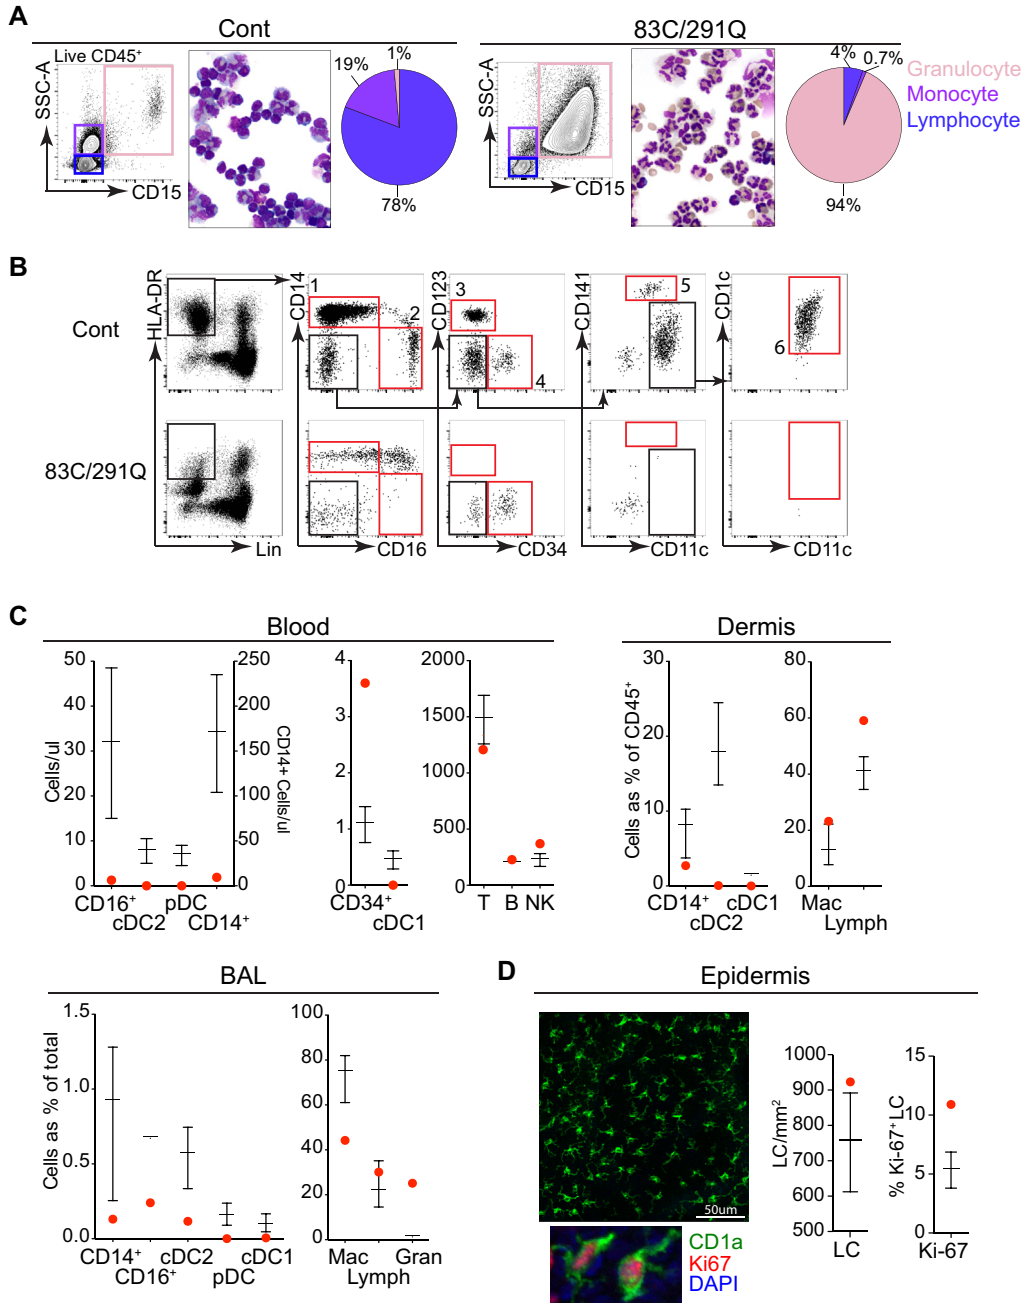 A
Cont
83C/291Q
Live CD45+
SSC-A
CD15
19%
1%
78%
SSC-A
CD15
4%
0.7%
94%
Granulocyte
Monocyte
Lymphocyte
B
Cont
83C/291Q
HLA-DR
Lin
CD14
CD16
1
2
CD123
CD34
3
4
CD141
CD11c
5
CD1c
CD11c
6
C
Blood
Cells/ul
50
40
30
20
10
0
250
200
150
100
50
0
CD14+ Cells/ul
CD16+
cDC2
pDC
CD14+
4
3
2
1
0
CD34+
cDC1
2000
1500
1000
500
0
T B NK
Dermis
Cells as % of CD45+
30
20
10
0
CD14+
cDC2
cDC1
80
60
40
20
0
Mac
Lymph
BAL
Cells as % of total
1.5
1.0
0.5
0.0
CD14+
CD16+
cDC2
pDC
cDC1
100
80
60
40
20
0
Mac
Lymph
Gran
D
Epidermis
50um
CD1a
Ki67
DAPI
LC/mm2
1000
900
800
700
600
500
LC
% Ki-67+LC
15
10
5
0
Ki-67